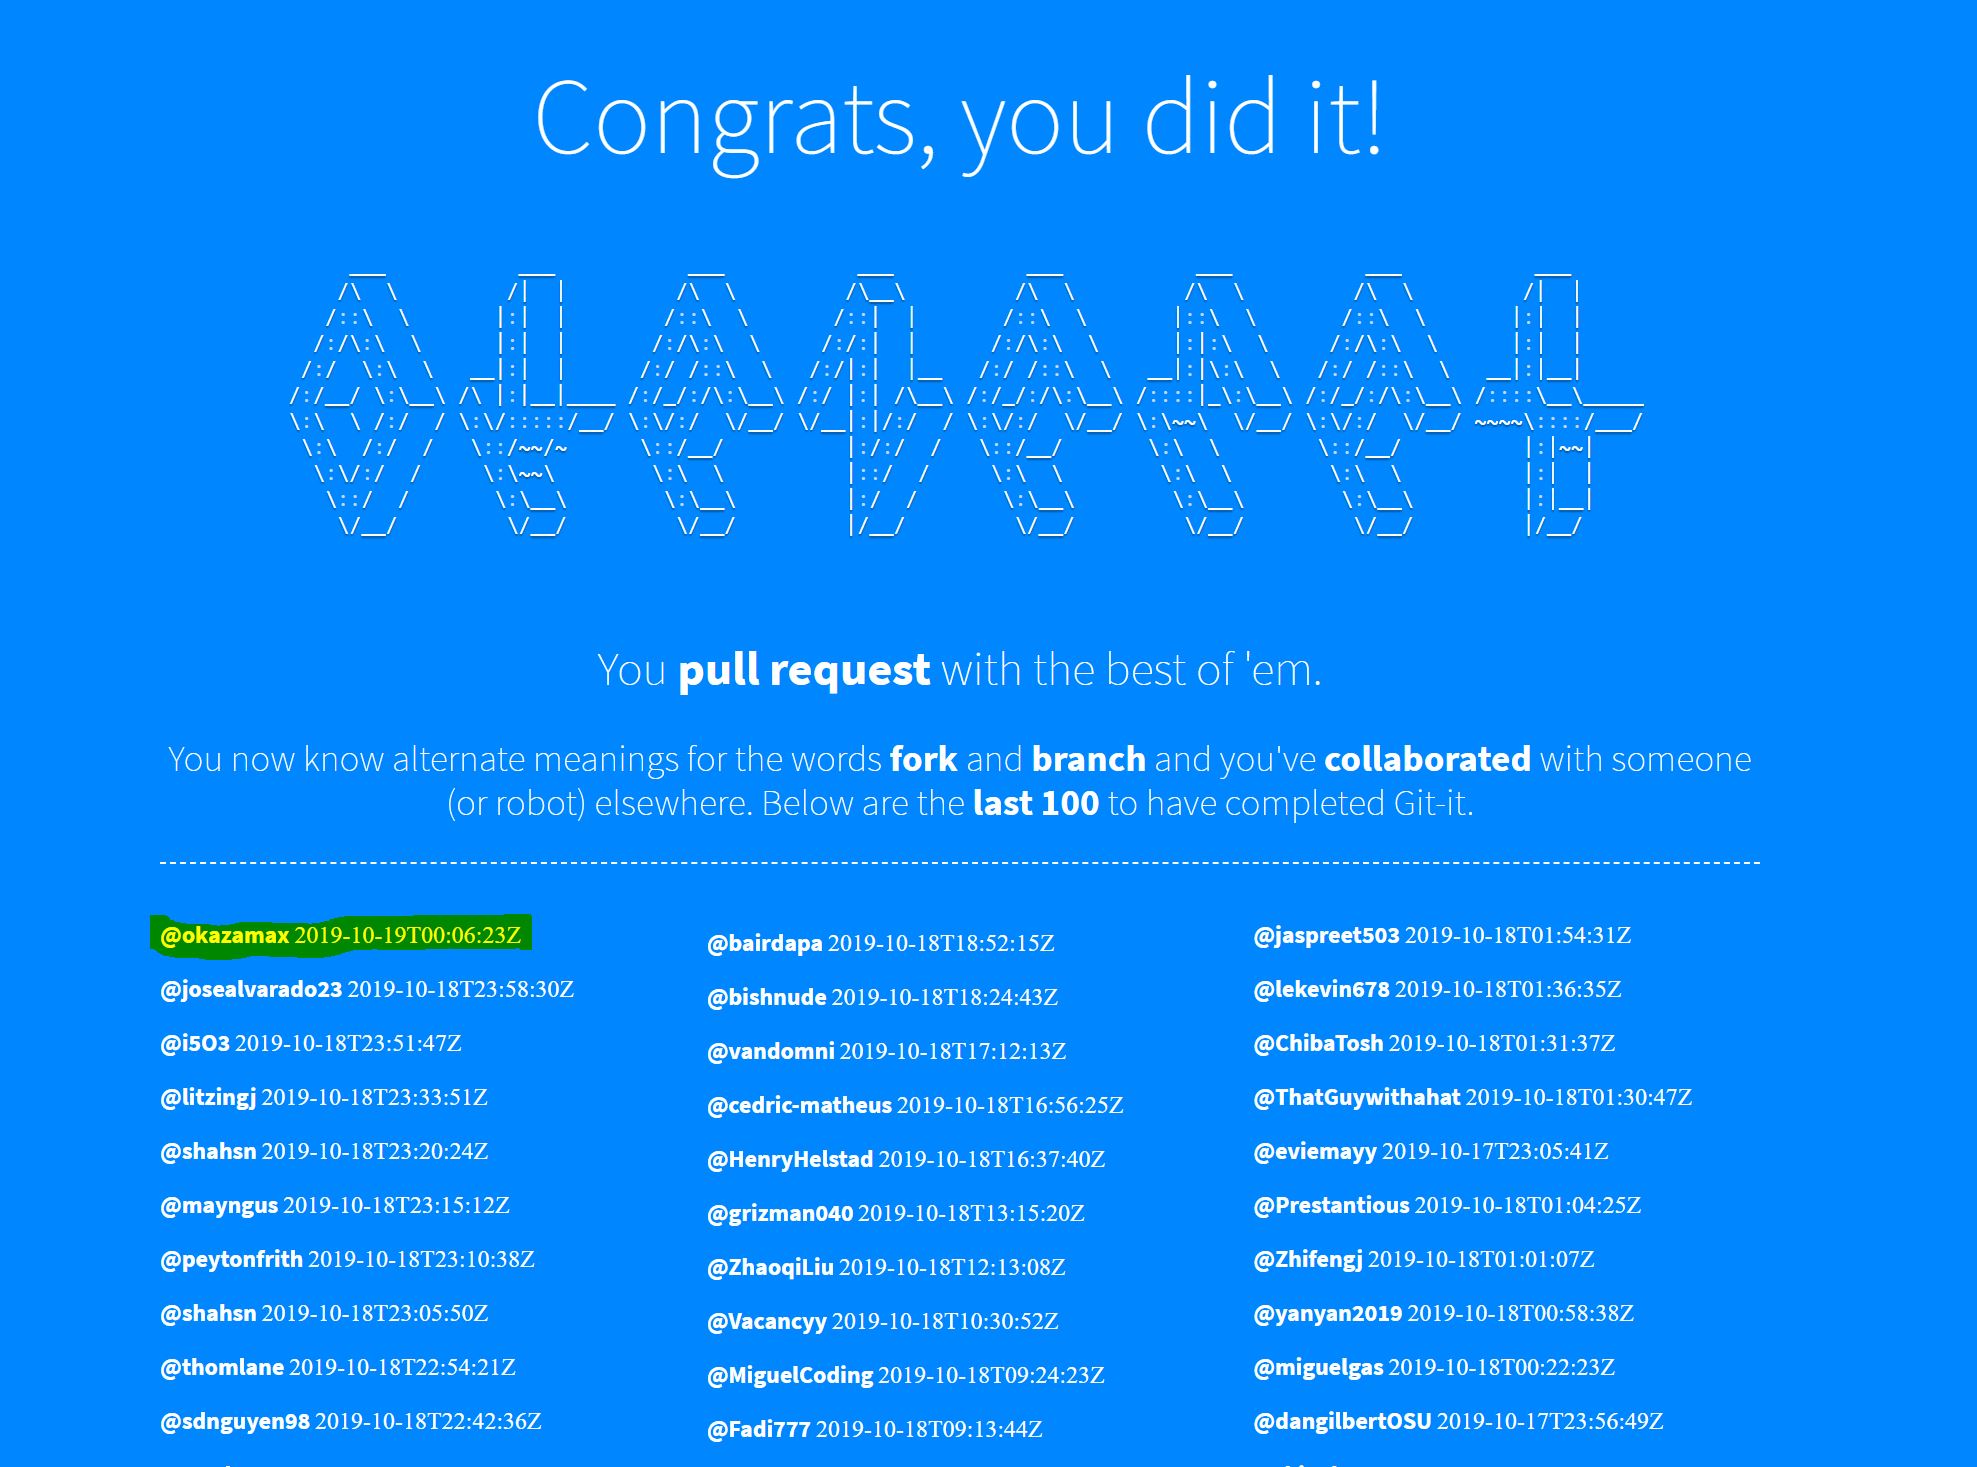 Congrats, you did it!
You pull request with the best of 'em.
You now know alternate meanings for the words fork and branch and you've collaborated with someone
(or robot) elsewhere. Below are the last 100 to have completed Git-it.
@okazamax 2019-10-19T00:06:23Z
@josealvarado23 2019-10-18T23:58:30Z
@i5O3 2019-10-18T23:51:47Z
@litzingj 2019-10-18T23:33:51Z
@shahsn 2019-10-18T23:20:24Z
@mayngus 2019-10-18T23:15:12Z
@peytonfrith 2019-10-18T23:10:38Z
@shahsn 2019-10-18T23:05:50Z
@thomlane 2019-10-18T22:54:21Z
@sdnguyen98 2019-10-18T22:42:36Z
@bairdapa 2019-10-18T18:52:15Z
@bishnude 2019-10-18T18:24:43Z
@vandomni 2019-10-18T17:12:13Z
@cedric-matheus 2019-10-18T16:56:25Z
@HenryHelstad 2019-10-18T16:37:40Z
@grizman040 2019-10-18T13:15:20Z
@ZhaoqiLiu 2019-10-18T12:13:08Z
@Vacancyy 2019-10-18T10:30:52Z
@MiguelCoding 2019-10-18T09:24:23Z
@Fadi777 2019-10-18T09:13:44Z
@jaspreet503 2019-10-18T01:54:31Z
@lekevin678 2019-10-18T01:36:35Z
@ChibaTosh 2019-10-18T01:31:37Z
@ThatGuywithahat 2019-10-18T01:30:47Z
@eviemayy 2019-10-17T23:05:41Z
@Prestantious 2019-10-18T01:04:25Z
@Zhifengj 2019-10-18T01:01:07Z
@yanyan2019 2019-10-18T00:58:38Z
@miguelgas 2019-10-18T00:22:23Z
@dangilbertOSU 2019-10-17T23:56:49Z